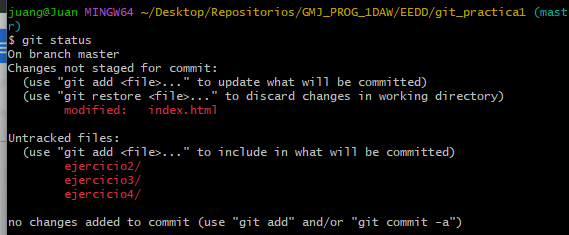 juang@Juan MINGW64 ~/Desktop/Repositorios/GMJ_PROG_1DAW/EEDD/git_practica1 (mast
r)
$ git status
On branch master
Changes not staged for commit:
  (use "git add <file>..." to update what will be committed)
  (use "git restore <file>..." to discard changes in working directory)
        modified:   index.html

Untracked files:
  (use "git add <file>..." to include in what will be committed)
        ejercicio2/
        ejercicio3/
        ejercicio4/

no changes added to commit (use "git add" and/or "git commit -a")